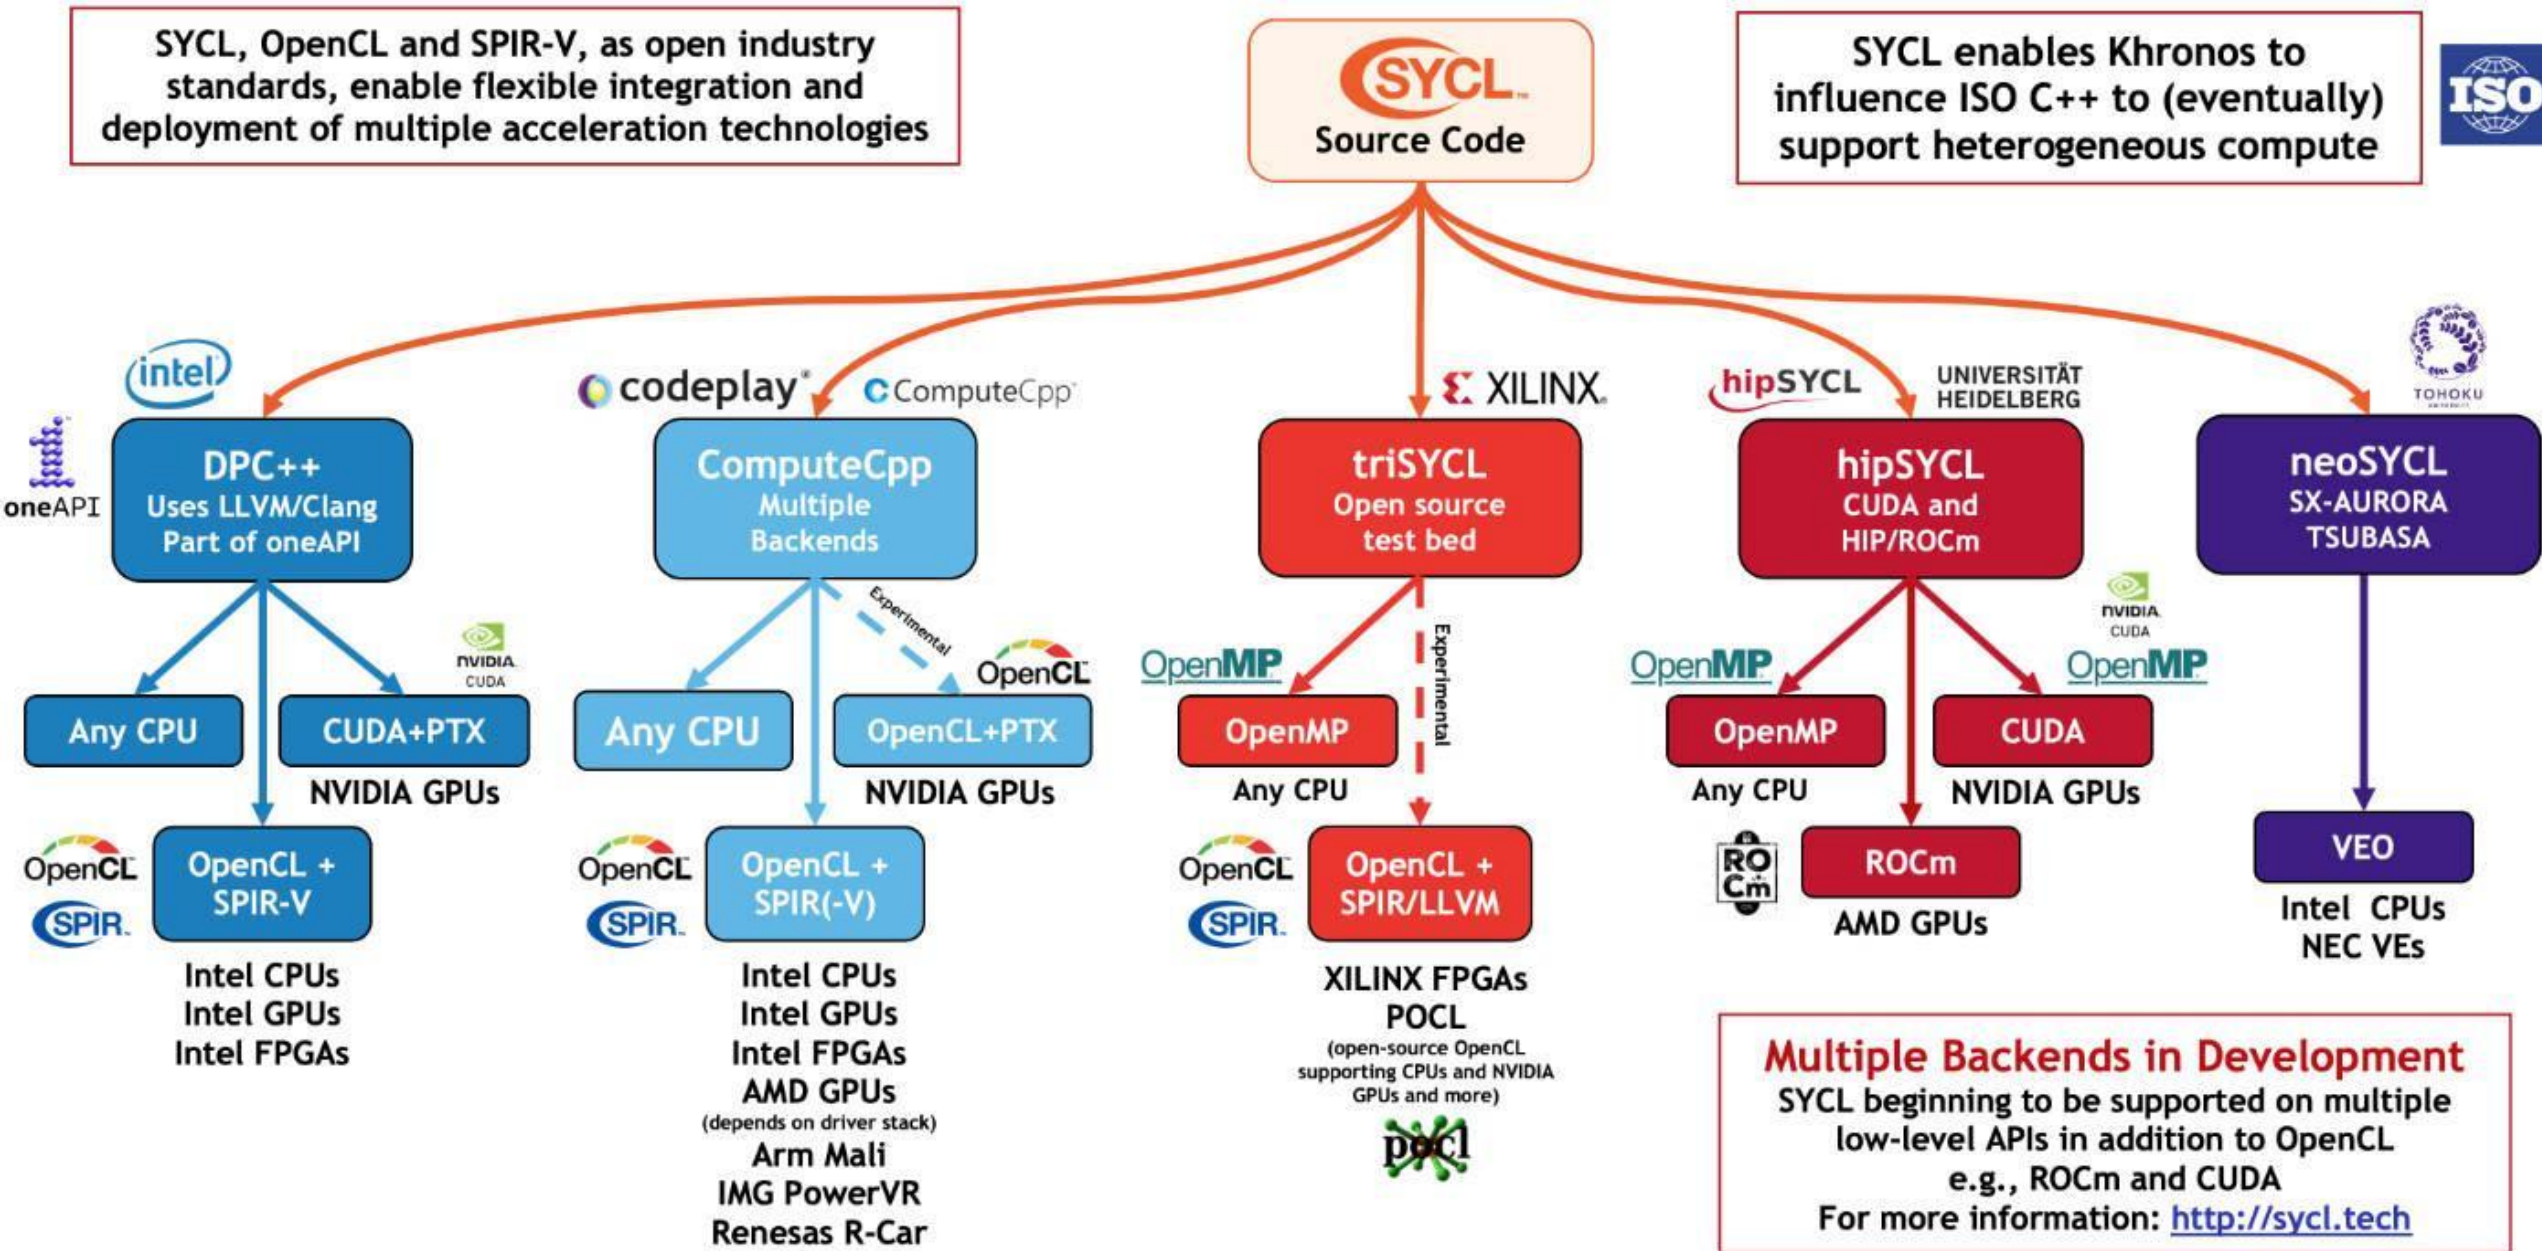 SYCL, OpenCL and SPIR-V, as open industry
standards, enable flexible integration and
deployment of multiple acceleration technologies
SYCL™
Source Code
SYCL enables Khronos to
influence ISO C++ to (eventually)
support heterogeneous compute
ISO
intel
oneAPI
DPC++
Uses LLVM/Clang
Part of oneAPI
codeplay®
ComputeCpp
ComputeCpp
Multiple
Backends
XILINX
triSYCL
Open source
test bed
hipSYCL
UNIVERSITÄT
HEIDELBERG
hipSYCL
CUDA and
HIP/ROCm
TOHOKU
UNIVERSITY
neoSYCL
SX-AURORA
TSUBASA
Any CPU
NVIDIA
CUDA
CUDA+PTX
NVIDIA GPUs
OpenCL
SPIR™
OpenCL +
SPIR-V
Intel CPUs
Intel GPUs
Intel FPGAs
Experimental
Any CPU
OpenCL
OpenCL+PTX
NVIDIA GPUs
OpenCL
SPIR™
OpenCL +
SPIR(-V)
Intel CPUs
Intel GPUs
Intel FPGAs
AMD GPUs
(depends on driver stack)
Arm Mali
IMG PowerVR
Renesas R-Car
OpenMP
OpenMP
Any CPU
Experimental
OpenCL
SPIR™
OpenCL +
SPIR/LLVM
XILINX FPGAs
POCL
(open-source OpenCL
supporting CPUs and NVIDIA
GPUs and more)
pocl
OpenMP
OpenMP
Any CPU
NVIDIA
CUDA
OpenMP
CUDA
NVIDIA GPUs
ROCm
ROCm
AMD GPUs
VEO
Intel CPUs
NEC VEs
Multiple Backends in Development
SYCL beginning to be supported on multiple
low-level APIs in addition to OpenCL
e.g., ROCm and CUDA
For more information: http://sycl.tech